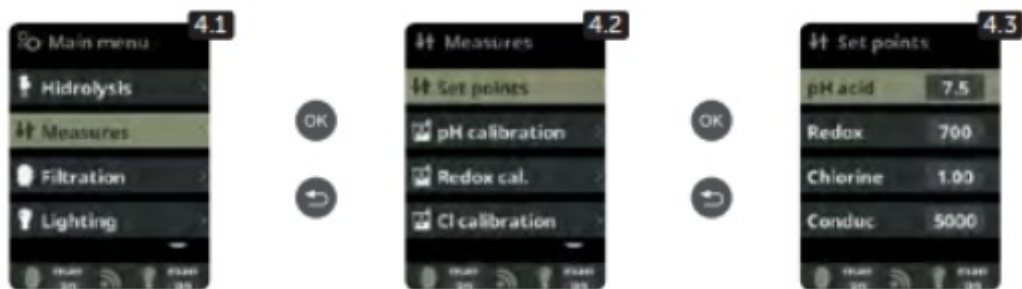 4.1
Main menu
Hidrolysis
Measures
Filtration
Lighting
OK
4.2
Measures
Set points
pH calibration
Redox cal.
Cl calibration
OK
4.3
Set points
pH acid 7.5
Redox 700
Chlorine 1.00
Conduc 5000